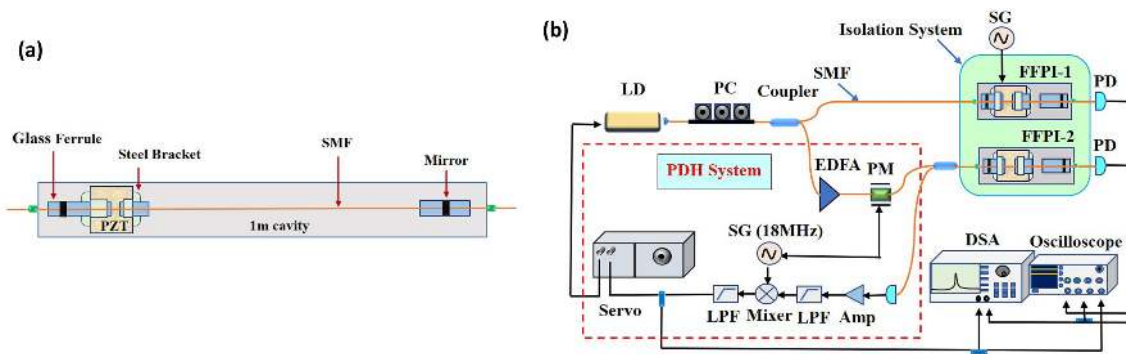 (a)
Glass Ferrule
Steel Bracket
SMF
Mirror
PZT
1m cavity
(b)
SG
Isolation System
SMF
FFPI-1
PD
LD
PC
Coupler
FFPI-2
PD
EDFA
PM
PDH System
SG (18MHz)
DSA
Oscilloscope
Servo
LPF
Mixer
LPF
Amp